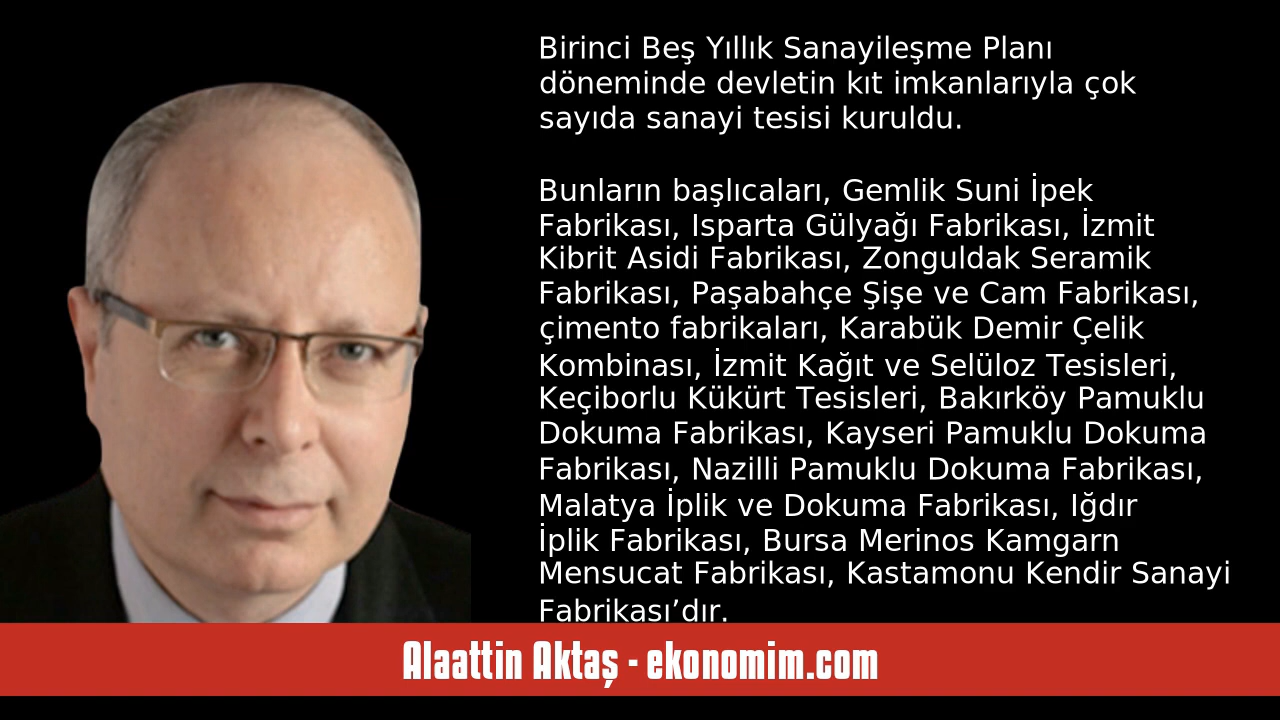 Birinci Beş Yıllık Sanayileşme Planı
döneminde devletin kıt imkanlarıyla çok
sayıda sanayi tesisi kuruldu.
Bunların başlıcaları, Gemlik Suni İpek
Fabrikası, Isparta Gülyağı Fabrikası, İzmit
Kibrit Asidi Fabrikası, Zonguldak Seramik
Fabrikası, Paşabahçe Şişe ve Cam Fabrikası,
çimento fabrikaları, Karabük Demir Çelik
Kombinası, İzmit Kağıt ve Selüloz Tesisleri,
Keçiborlu Kükürt Tesisleri, Bakırköy Pamuklu
Dokuma Fabrikası, Kayseri Pamuklu Dokuma
Fabrikası, Nazilli Pamuklu Dokuma Fabrikası,
Malatya İplik ve Dokuma Fabrikası, Iğdır
İplik Fabrikası, Bursa Merinos Kamgarn
Mensucat Fabrikası, Kastamonu Kendir Sanayi
Fabrikası’dır.
Alaattin Aktaş - ekonomim.com